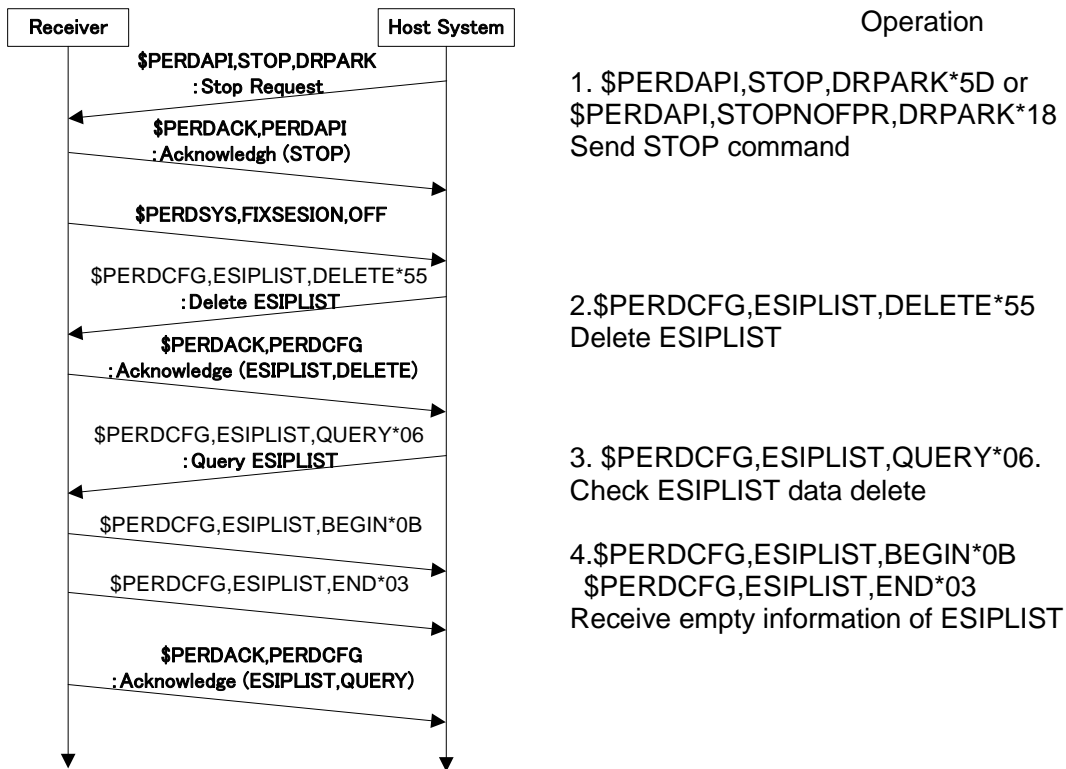 Receiver
Host System
$PERDAPI,STOP,DRPARK
:Stop Request
$PERDACK,PERDAPI
:Acknowledgh (STOP)
$PERDSYS,FIXSESION,OFF
$PERDCFG,ESIPLIST,DELETE*55
:Delete ESIPLIST
$PERDACK,PERDCFG
:Acknowledge (ESIPLIST,DELETE)
$PERDCFG,ESIPLIST,QUERY*06
:Query ESIPLIST
$PERDCFG,ESIPLIST,BEGIN*0B
$PERDCFG,ESIPLIST,END*03
$PERDACK,PERDCFG
:Acknowledge (ESIPLIST,QUERY)
Operation
1. $PERDAPI,STOP,DRPARK*5D or
$PERDAPI,STOPNOFPR,DRPARK*18
Send STOP command
2.$PERDCFG,ESIPLIST,DELETE*55
Delete ESIPLIST
3. $PERDCFG,ESIPLIST,QUERY*06.
Check ESIPLIST data delete
4.$PERDCFG,ESIPLIST,BEGIN*0B
$PERDCFG,ESIPLIST,END*03
Receive empty information of ESIPLIST